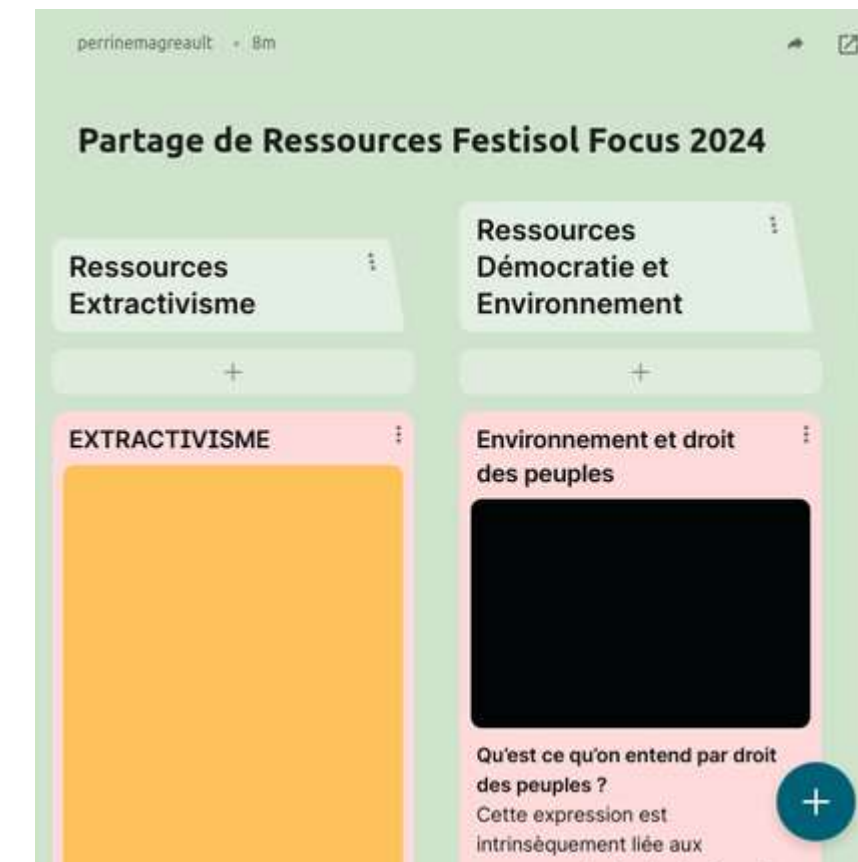 perrinemagreault • 8m
Partage de Ressources Festisol Focus 2024
Ressources
Extractivisme
Ressources
Démocratie et
Environnement
+
+
EXTRACTIVISME
Environnement et droit
des peuples
Qu'est ce qu'on entend par droit
des peuples ?
Cette expression est
intrinsèquement liée aux
+